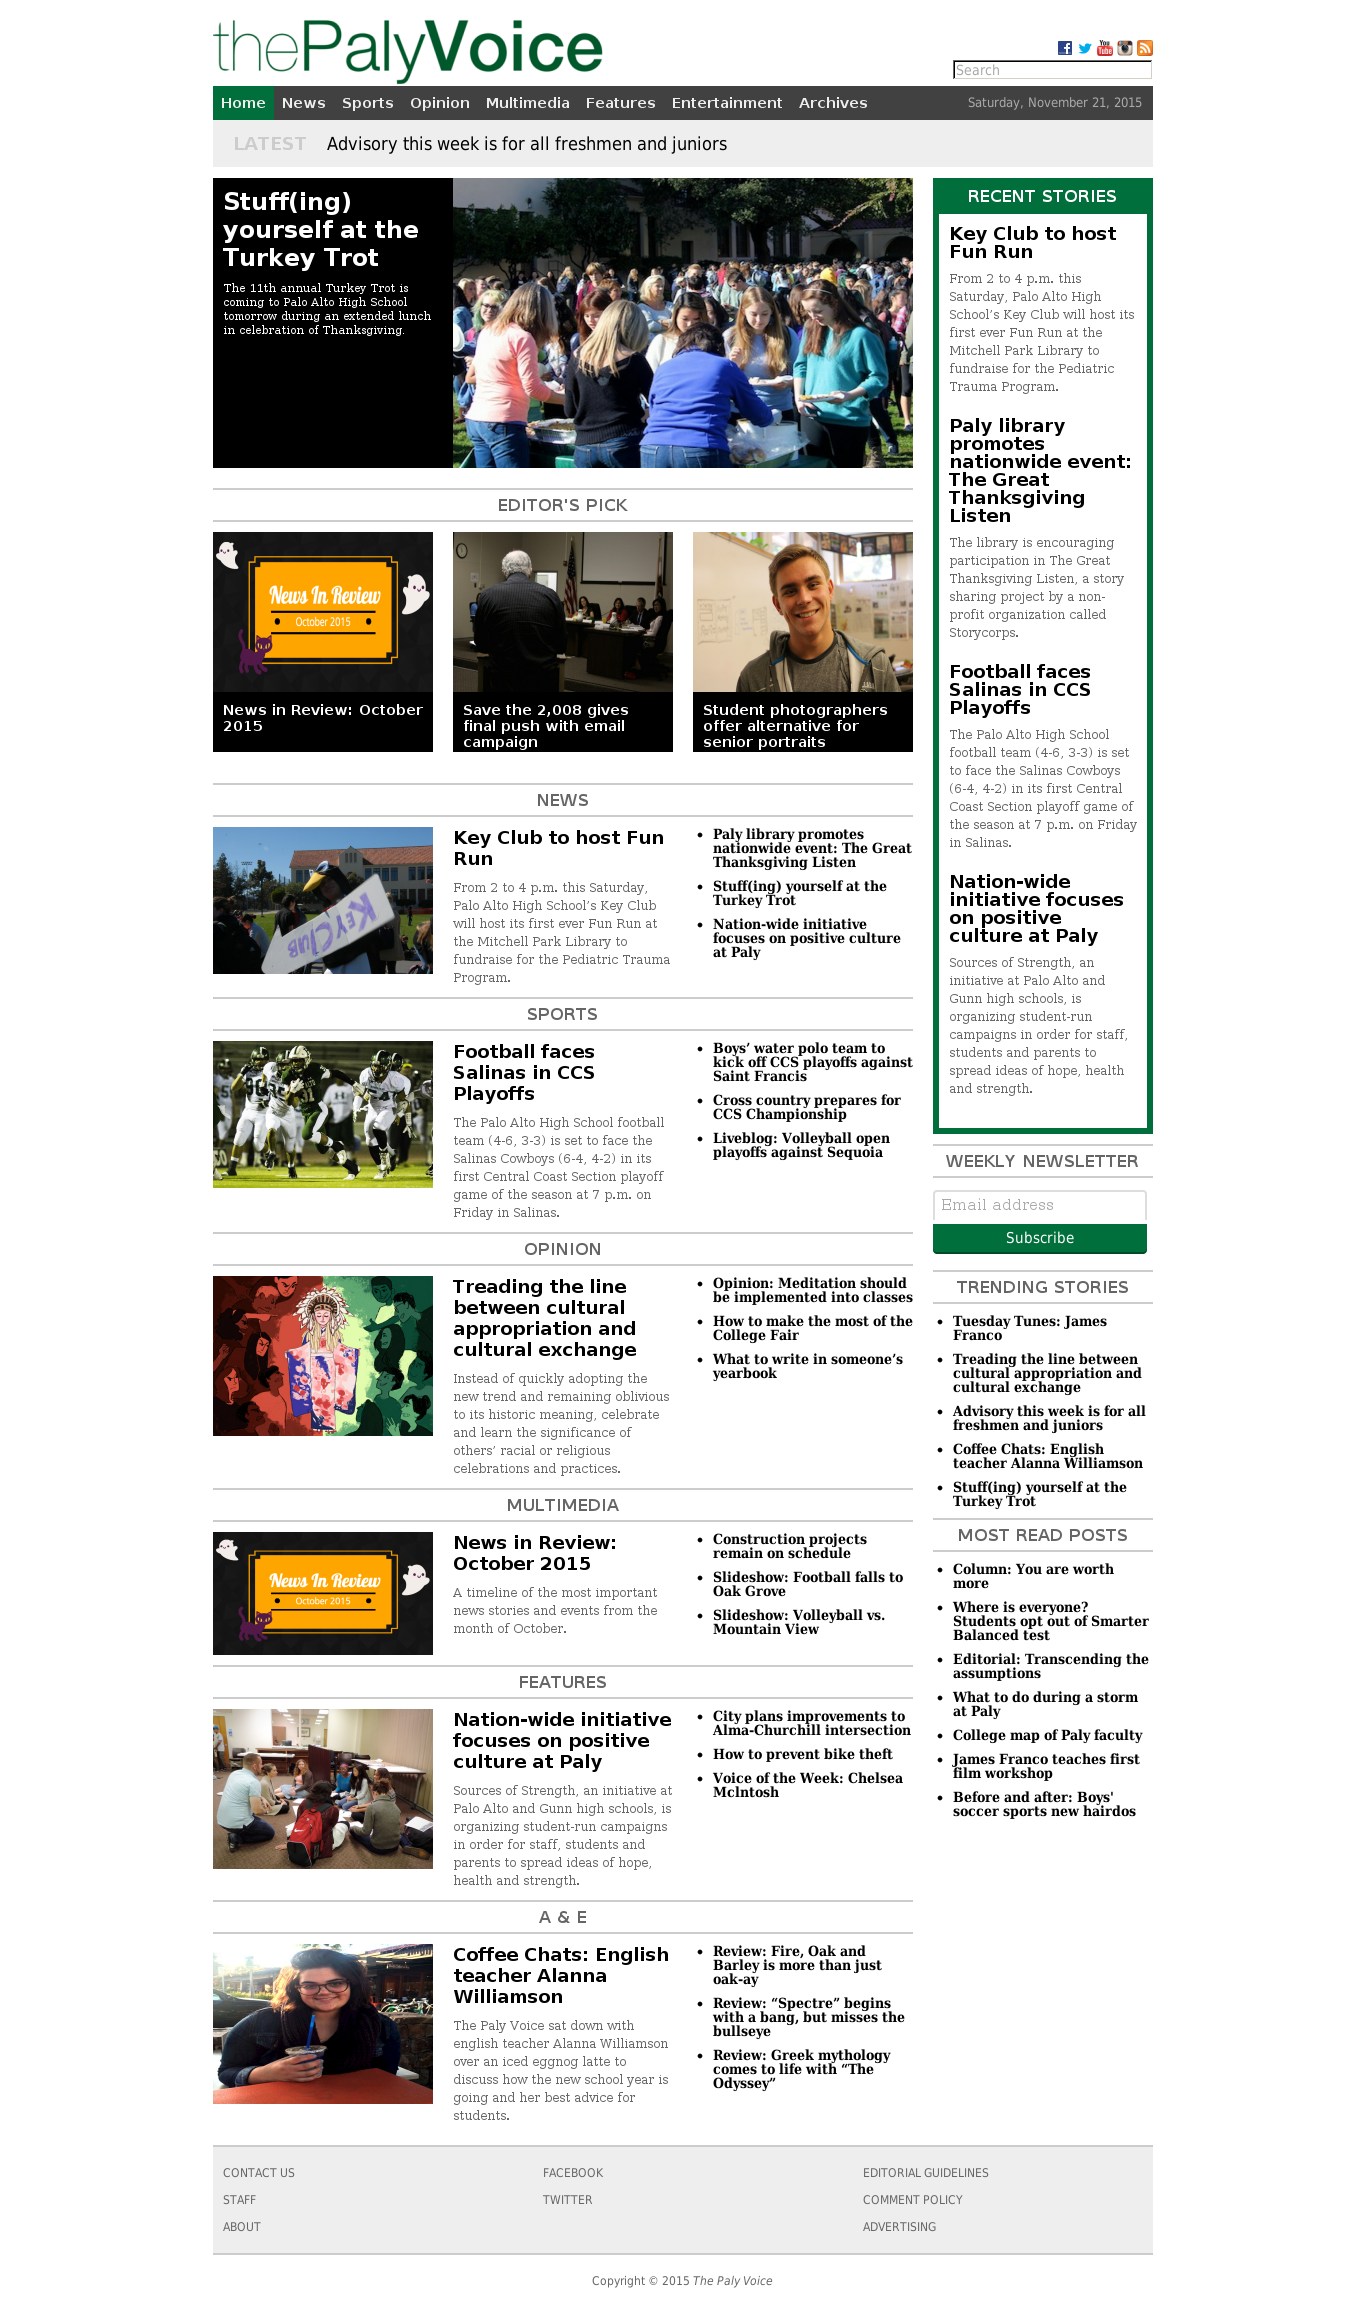 thePalyVoice
Search
Home News Sports Opinion Multimedia Features Entertainment Archives Saturday, November 21, 2015
LATEST Advisory this week is for all freshmen and juniors
Stuff(ing)
yourself at the
Turkey Trot
The 11th annual Turkey Trot is
coming to Palo Alto High School
tomorrow during an extended lunch
in celebration of Thanksgiving.
EDITOR'S PICK
News In Review
October 2015
News in Review: October
2015
Save the 2,008 gives
final push with email
campaign
Student photographers
offer alternative for
senior portraits
NEWS
KEY CLUB
Key Club to host Fun
Run
From 2 to 4 p.m. this Saturday,
Palo Alto High School's Key Club
will host its first ever Fun Run at
the Mitchell Park Library to
fundraise for the Pediatric Trauma
Program.
• Paly library promotes
nationwide event: The Great
Thanksgiving Listen
• Stuff(ing) yourself at the
Turkey Trot
• Nation-wide initiative
focuses on positive culture
at Paly
SPORTS
Football faces
Salinas in CCS
Playoffs
The Palo Alto High School football
team (4-6, 3-3) is set to face the
Salinas Cowboys (6-4, 4-2) in its
first Central Coast Section playoff
game of the season at 7 p.m. on
Friday in Salinas.
• Boys’ water polo team to
kick off CCS playoffs against
Saint Francis
• Cross country prepares for
CCS Championship
• Liveblog: Volleyball open
playoffs against Sequoia
OPINION
Treading the line
between cultural
appropriation and
cultural exchange
Instead of quickly adopting the
new trend and remaining oblivious
to its historic meaning, celebrate
and learn the significance of
others’ racial or religious
celebrations and practices.
• Opinion: Meditation should
be implemented into classes
• How to make the most of the
College Fair
• What to write in someone’s
yearbook
MULTIMEDIA
News In Review
October 2015
News in Review:
October 2015
A timeline of the most important
news stories and events from the
month of October.
• Construction projects
remain on schedule
• Slideshow: Football falls to
Oak Grove
• Slideshow: Volleyball vs.
Mountain View
FEATURES
Nation-wide initiative
focuses on positive
culture at Paly
Sources of Strength, an initiative at
Palo Alto and Gunn high schools, is
organizing student-run campaigns
in order for staff, students and
parents to spread ideas of hope,
health and strength.
• City plans improvements to
Alma-Churchill intersection
• How to prevent bike theft
• Voice of the Week: Chelsea
McIntosh
A & E
Coffee Chats: English
teacher Alanna
Williamson
The Paly Voice sat down with
english teacher Alanna Williamson
over an iced eggnog latte to
discuss how the new school year is
going and her best advice for
students.
• Review: Fire, Oak and
Barley is more than just
oak-ay
• Review: “Spectre” begins
with a bang, but misses the
bullseye
• Review: Greek mythology
comes to life with “The
Odyssey”
RECENT STORIES
Key Club to host
Fun Run
From 2 to 4 p.m. this
Saturday, Palo Alto High
School’s Key Club will host its
first ever Fun Run at the
Mitchell Park Library to
fundraise for the Pediatric
Trauma Program.
Paly library
promotes
nationwide event:
The Great
Thanksgiving
Listen
The library is encouraging
participation in The Great
Thanksgiving Listen, a story
sharing project by a non-
profit organization called
Storycorps.
Football faces
Salinas in CCS
Playoffs
The Palo Alto High School
football team (4-6, 3-3) is set
to face the Salinas Cowboys
(6-4, 4-2) in its first Central
Coast Section playoff game of
the season at 7 p.m. on Friday
in Salinas.
Nation-wide
initiative focuses
on positive
culture at Paly
Sources of Strength, an
initiative at Palo Alto and
Gunn high schools, is
organizing student-run
campaigns in order for staff,
students and parents to
spread ideas of hope, health
and strength.
WEEKLY NEWSLETTER
Email address
Subscribe
TRENDING STORIES
• Tuesday Tunes: James
Franco
• Treading the line between
cultural appropriation and
cultural exchange
• Advisory this week is for all
freshmen and juniors
• Coffee Chats: English
teacher Alanna Williamson
• Stuff(ing) yourself at the
Turkey Trot
MOST READ POSTS
• Column: You are worth
more
• Where is everyone?
Students opt out of Smarter
Balanced test
• Editorial: Transcending the
assumptions
• What to do during a storm
at Paly
• College map of Paly faculty
• James Franco teaches first
film workshop
• Before and after: Boys'
soccer sports new hairdos
CONTACT US FACEBOOK EDITORIAL GUIDELINES
STAFF TWITTER COMMENT POLICY
ABOUT ADVERTISING
Copyright © 2015 The Paly Voice